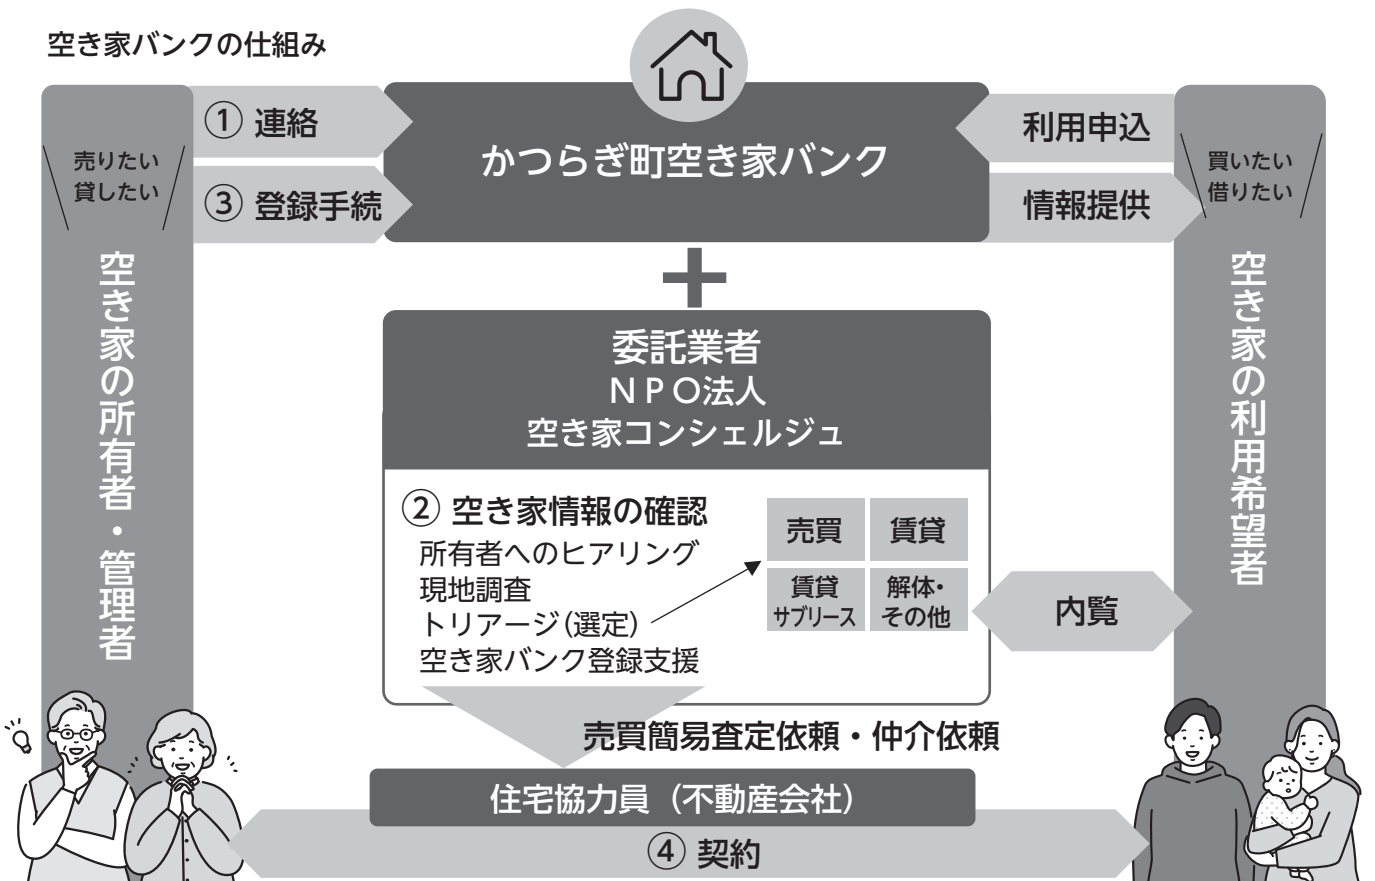 空き家バンクの仕組み
売りたい
貸したい
空き家の所有者・管理者
① 連絡
③ 登録手続
かつらぎ町空き家バンク
利用申込
情報提供
買いたい
借りたい
空き家の利用希望者
委託業者
ＮＰＯ法人
空き家コンシェルジュ
② 空き家情報の確認
所有者へのヒアリング
現地調査
トリアージ(選定)
空き家バンク登録支援
売買
賃貸
賃貸
サブリース
解体・
その他
内覧
売買簡易査定依頼・仲介依頼
住宅協力員（不動産会社）
④ 契約